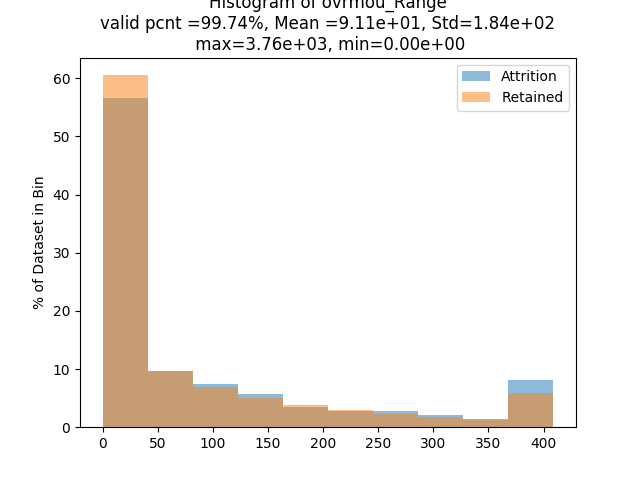 Histogram of ovrmou_Range
valid pcnt =99.74%, Mean =9.11e+01, Std=1.84e+02
max=3.76e+03, min=0.00e+00
Attrition
Retained
% of Dataset in Bin
60
50
40
30
20
10
0
0 50 100 150 200 250 300 350 400